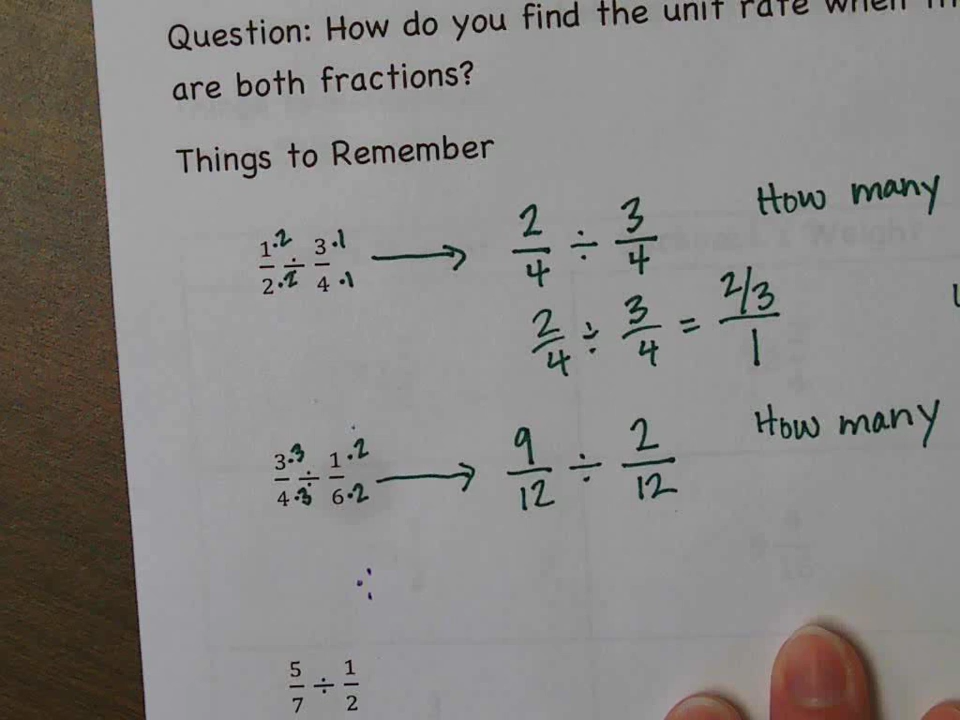 Question: How do you find the unit rate when
are both fractions?
Things to Remember
1·2/2·2 ÷ 3·1/4·1 → 2/4 ÷ 3/4 How many
2/4 ÷ 3/4 = 2/3/1
3·3/4·3 ÷ 1·2/6·2 → 9/12 ÷ 2/12 How many
5/7 ÷ 1/2